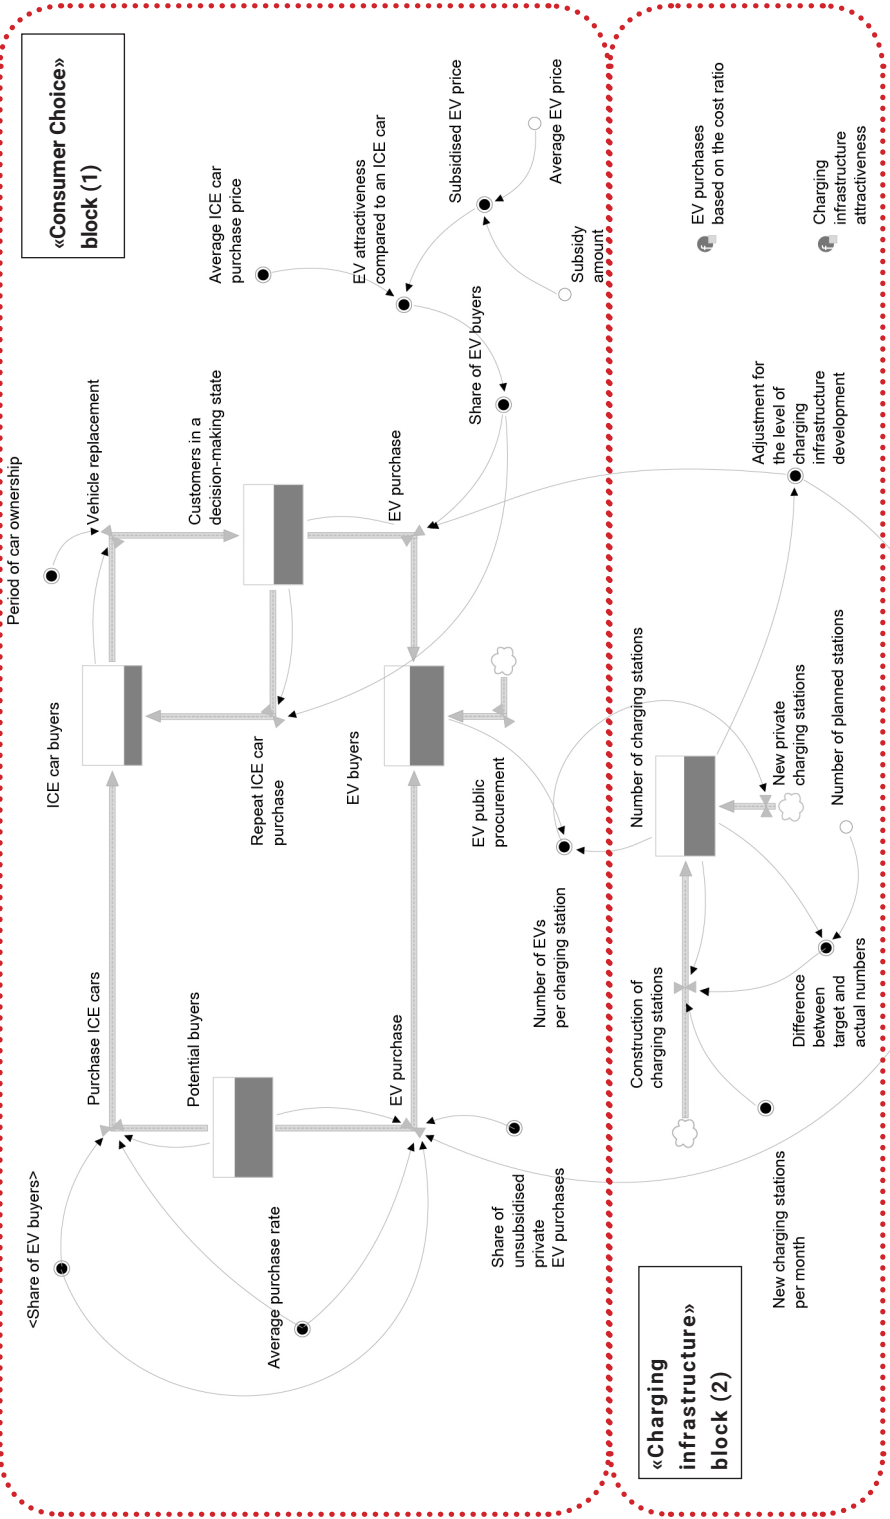 «Consumer Choice»
block (1)
<Share of EV buyers>
Purchase ICE cars
ICE car buyers
Period of car ownership
Vehicle replacement
Potential buyers
Repeat ICE car
purchase
Customers in a
decision-making state
Average ICE car
purchase price
Average purchase rate
EV purchase
EV buyers
EV purchase
EV attractiveness
compared to an ICE car
Share of
unsubsidised
private
EV purchases
EV public
procurement
Share of EV buyers
Subsidised EV price
Number of EVs
per charging station
Subsidy
amount
Average EV price
«Charging
infrastructure»
block (2)
Construction of
charging stations
Number of charging stations
EV purchases
based on the cost ratio
New charging stations
per month
New private
charging stations
Adjustment for
the level of
charging
infrastructure
development
Difference
between
target and
actual numbers
Number of planned stations
Charging
infrastructure
attractiveness